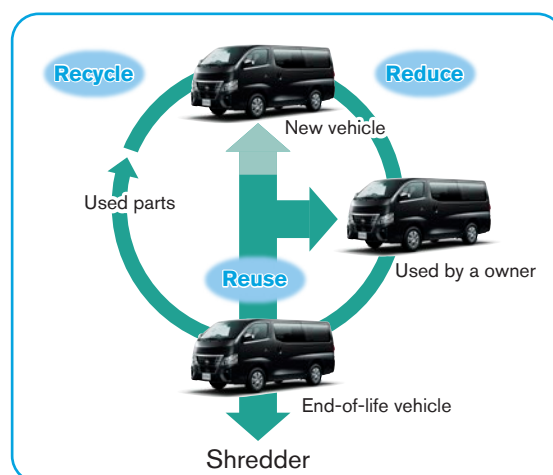 Recycle
Reduce
New vehicle
Used parts
Used by a owner
Reuse
End-of-life vehicle
Shredder